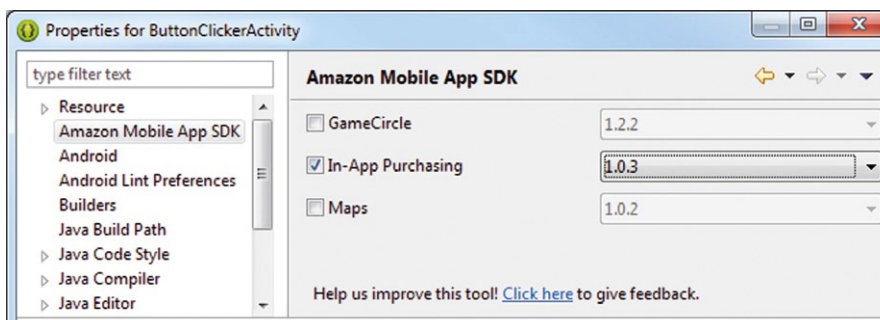 Properties for ButtonClickerActivity
type filter text
Resource
Amazon Mobile App SDK
Android
Android Lint Preferences
Builders
Java Build Path
Java Code Style
Java Compiler
Java Editor
Amazon Mobile App SDK
GameCircle 1.2.2
In-App Purchasing 1.0.3
Maps 1.0.2
Help us improve this tool! Click here to give feedback.